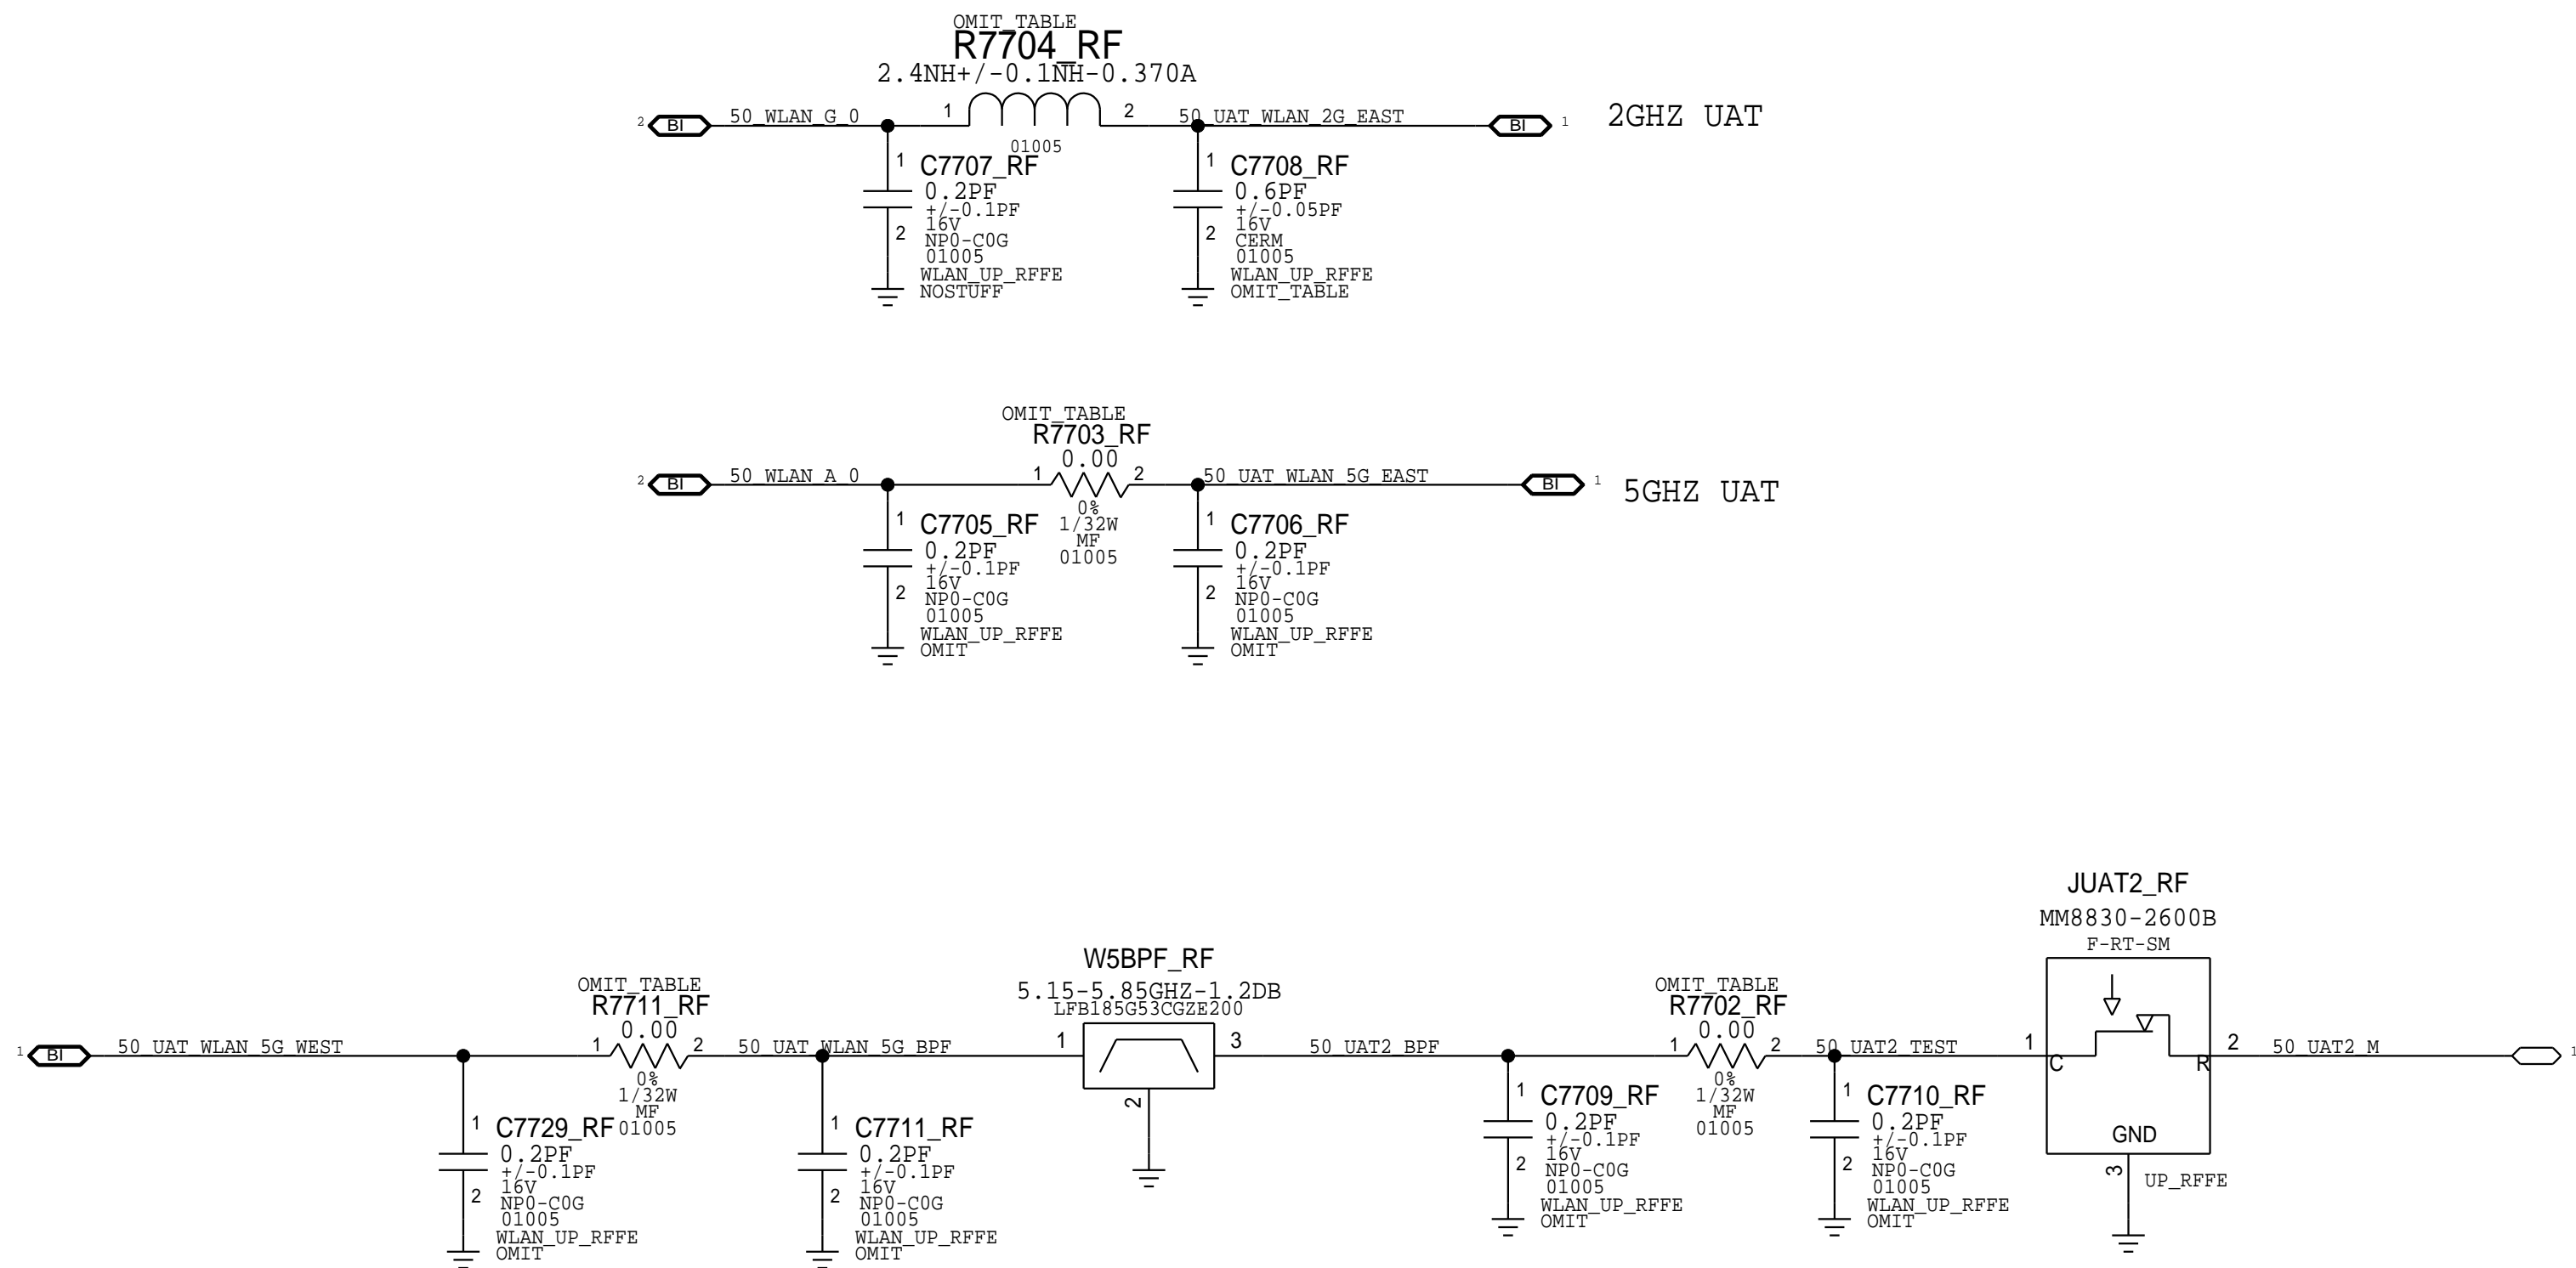 OMIT_TABLE
R7704_RF
2.4NH+/-0.1NH-0.370A
2 BI 50_WLAN_G_0 1 2 50_UAT_WLAN_2G_EAST BI 1 2GHZ UAT
01005
1 C7707_RF
0.2PF
+/-0.1PF
16V
2 NP0-C0G
01005
WLAN_UP_RFFE
NOSTUFF
1 C7708_RF
0.6PF
+/-0.05PF
16V
2 CERM
01005
WLAN_UP_RFFE
OMIT_TABLE
OMIT_TABLE
R7703_RF
0.00
2 BI 50_WLAN_A_0 1 2 50_UAT_WLAN_5G_EAST BI 1 5GHZ UAT
0%
1/32W
MF
01005
1 C7705_RF
0.2PF
+/-0.1PF
16V
2 NP0-C0G
01005
WLAN_UP_RFFE
OMIT
1 C7706_RF
0.2PF
+/-0.1PF
16V
2 NP0-C0G
01005
WLAN_UP_RFFE
OMIT
JUAT2_RF
MM8830-2600B
F-RT-SM
W5BPF_RF
5.15-5.85GHZ-1.2DB
LFB185G53CGZE200
OMIT_TABLE
R7711_RF
0.00
OMIT_TABLE
R7702_RF
0.00
1 BI 50_UAT_WLAN_5G_WEST 1 2 50_UAT_WLAN_5G_BPF 1 3 50_UAT2_BPF 1 2 50_UAT2_TEST 1 C R 2 50_UAT2_M 1
0%
1/32W
MF
01005
2
0%
1/32W
MF
01005
1 C7729_RF
0.2PF
+/-0.1PF
16V
2 NP0-C0G
01005
WLAN_UP_RFFE
OMIT
1 C7711_RF
0.2PF
+/-0.1PF
16V
2 NP0-C0G
01005
WLAN_UP_RFFE
OMIT
1 C7709_RF
0.2PF
+/-0.1PF
16V
2 NP0-C0G
01005
WLAN_UP_RFFE
OMIT
1 C7710_RF
0.2PF
+/-0.1PF
16V
2 NP0-C0G
01005
WLAN_UP_RFFE
OMIT
GND
3 UP_RFFE